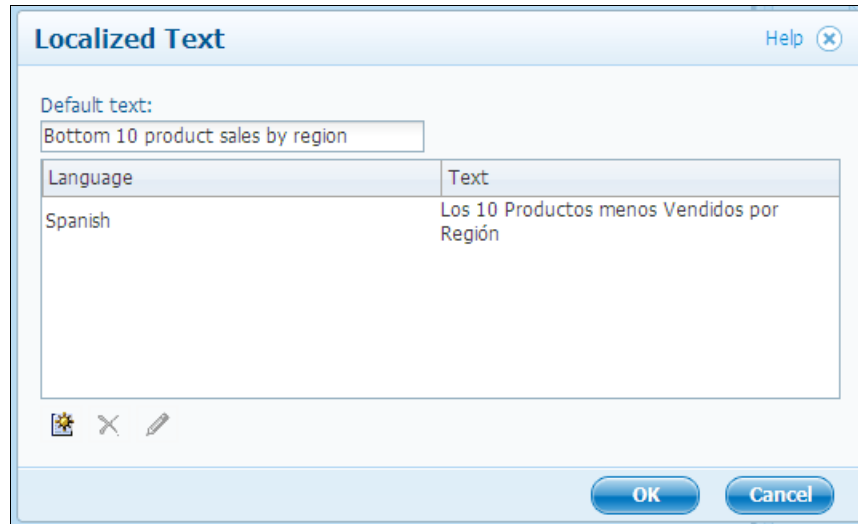 Localized Text
Help
Default text:
Bottom 10 product sales by region
Language Text
Spanish
Los 10 Productos menos Vendidos por
Región
OK Cancel